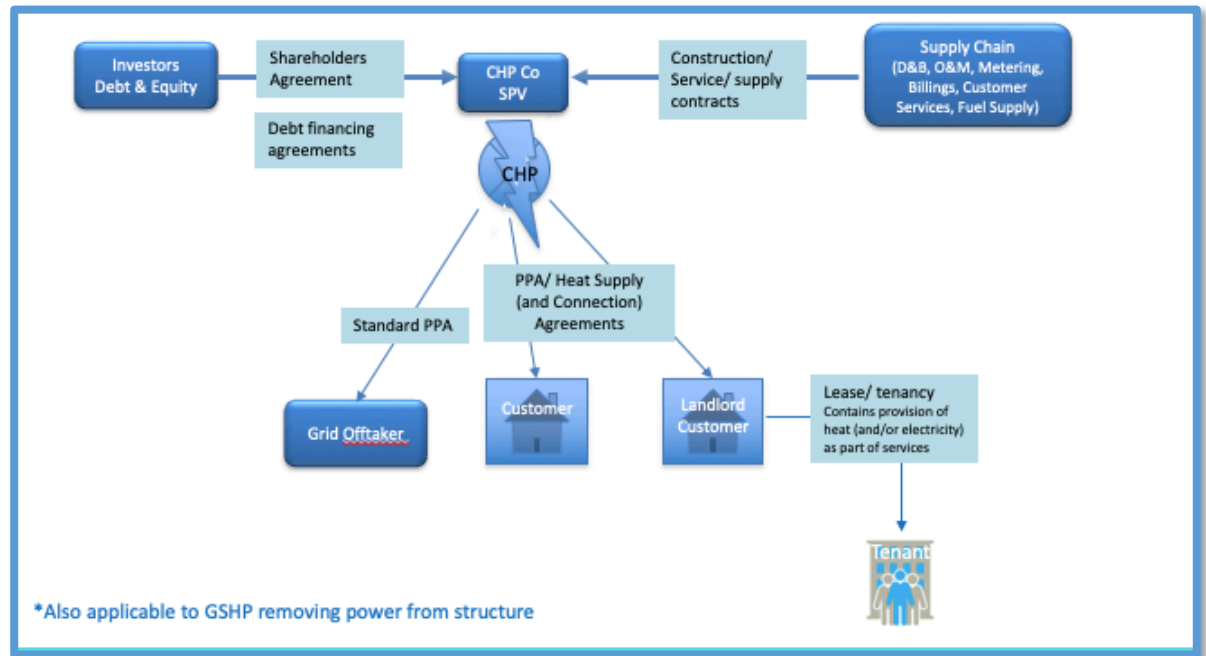 Investors
Debt & Equity
Shareholders
Agreement
Debt financing
agreements
CHP Co
SPV
Construction/
Service/ supply
contracts
Supply Chain
(D&B, O&M, Metering,
Billings, Customer
Services, Fuel Supply)
CHP
PPA/ Heat Supply
(and Connection)
Agreements
Standard PPA
Grid Offtaker
Customer
Landlord
Customer
Lease/ tenancy
Contains provision of
heat (and/or electricity)
as part of services
Tenant
*Also applicable to GSHP removing power from structure